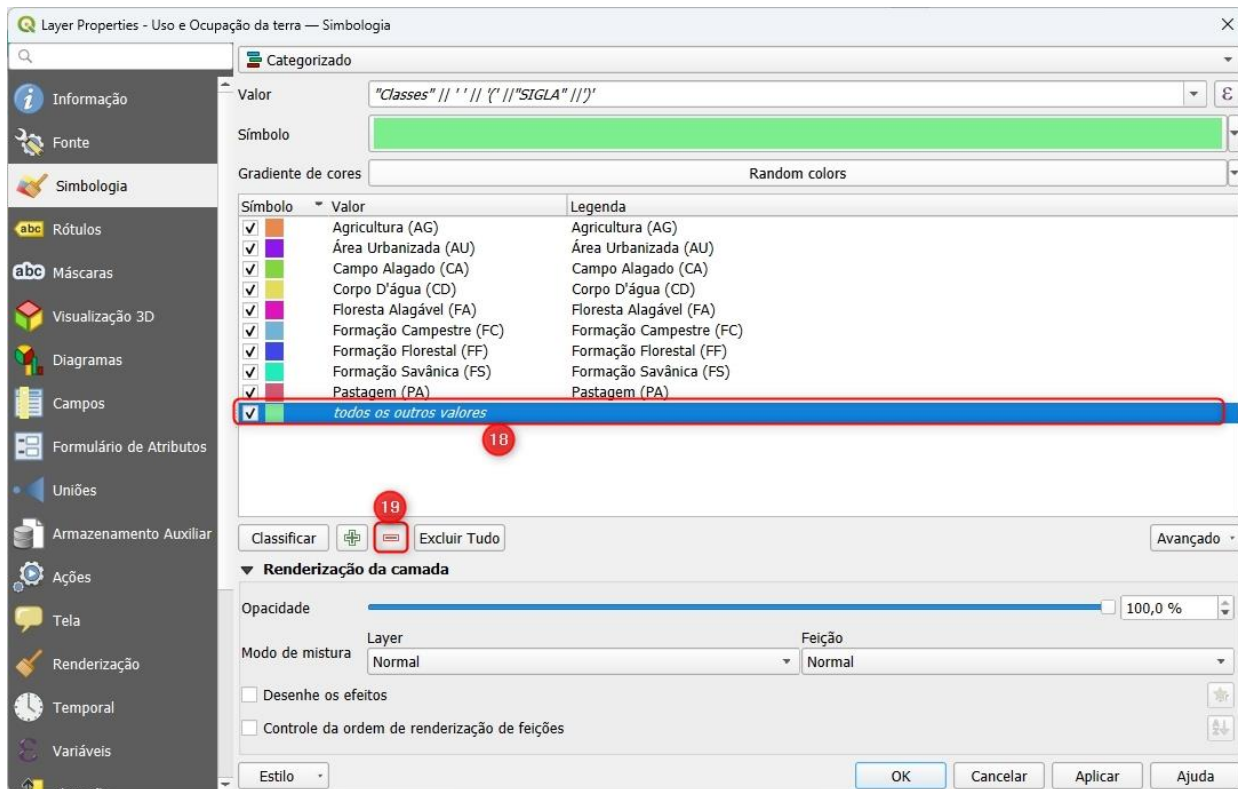 Layer Properties - Uso e Ocupação da terra — Simbologia
Informação
Fonte
Simbologia
abc Rótulos
abc Máscaras
Visualização 3D
Diagramas
Campos
Formulário de Atributos
Uniões
Armazenamento Auxiliar
Ações
Tela
Renderização
Temporal
Variáveis
Categorizado
Valor "Classes" || ' ' || '(' ||"SIGLA" ||')' ε
Símbolo
Gradiente de cores Random colors
Símbolo Valor Legenda
Agricultura (AG) Agricultura (AG)
Área Urbanizada (AU) Área Urbanizada (AU)
Campo Alagado (CA) Campo Alagado (CA)
Corpo D'água (CD) Corpo D'água (CD)
Floresta Alagável (FA) Floresta Alagável (FA)
Formação Campestre (FC) Formação Campestre (FC)
Formação Florestal (FF) Formação Florestal (FF)
Formação Savânica (FS) Formação Savânica (FS)
Pastagem (PA) Pastagem (PA)
todos os outros valores
18
19
Classificar Excluir Tudo Avançado
Renderização da camada
Opacidade 100,0 %
Layer Feição
Modo de mistura Normal Normal
Desenhe os efeitos
Controle da ordem de renderização de feições
Estilo OK Cancelar Aplicar Ajuda